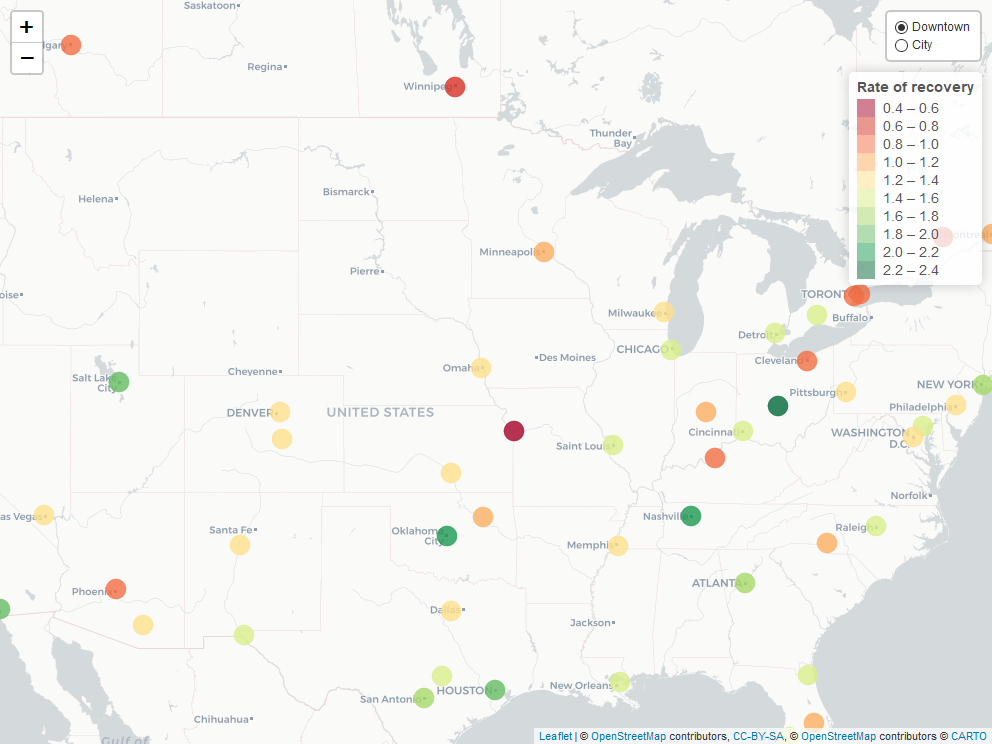 +
−
Saskatoon
Downtown
City
lgary
Regina
Winnipeg
Rate of recovery
0.4 – 0.6
0.6 – 0.8
0.8 – 1.0
1.0 – 1.2
1.2 – 1.4
1.4 – 1.6
1.6 – 1.8
1.8 – 2.0
2.0 – 2.2
2.2 – 2.4
Thunder
Bay
Helena
Bismarck
ontreal
Minneapolis
Pierre
oise
TORONT
Milwaukee
Buffalo
Detroit
CHICAGO
Des Moines
Cleveland
Omaha
Cheyenne
Salt Lake
City
Pittsburgh
NEW YORK
Philadelphia
DENVER
UNITED STATES
Cincinnati
WASHINGTON
D.C.
Saint Louis
Norfolk
as Vegas
Nashville
Santa Fe
Oklahoma
City
Raleigh
Memphis
Phoenix
ATLANTA
Dallas
Jackson
New Orleans
HOUSTON
San Antonio
Chihuahua
Gulf of
Leaflet | © OpenStreetMap contributors, CC-BY-SA, © OpenStreetMap contributors © CARTO